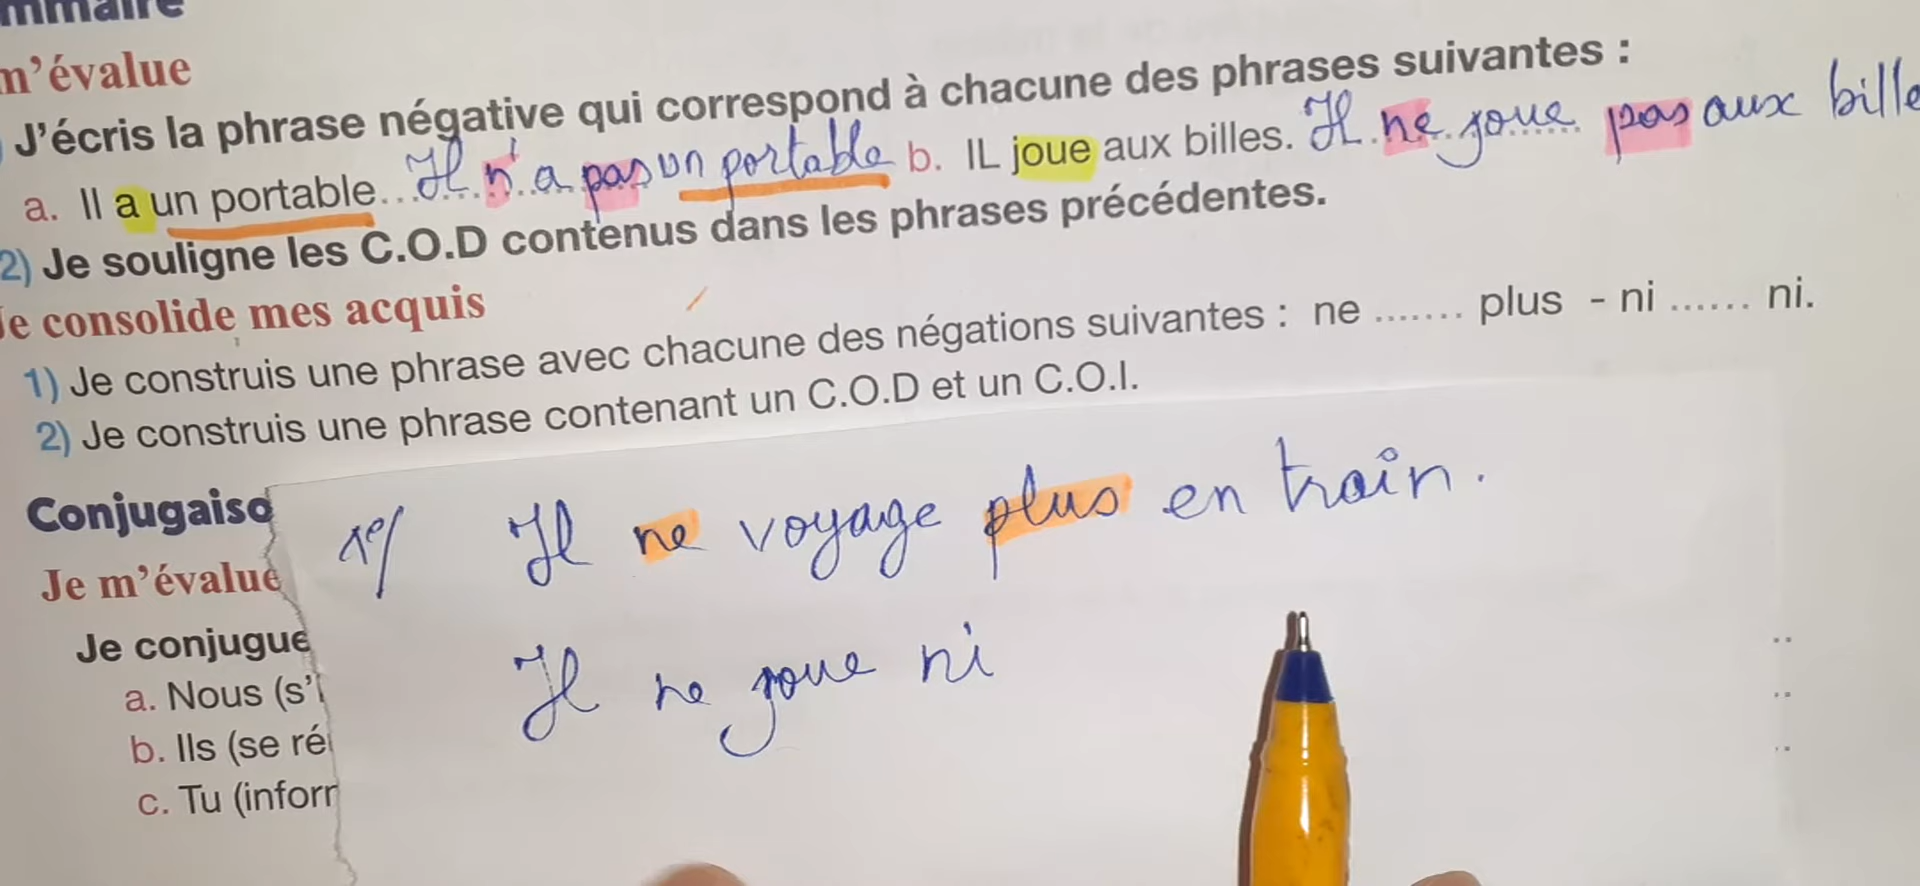 mmaire
m'évalue
J'écris la phrase négative qui correspond à chacune des phrases suivantes :
a. Il a un portable... Il n'a pas un portable b. IL joue aux billes. Il ne joue pas aux bille
2) Je souligne les C.O.D contenus dans les phrases précédentes.
Je consolide mes acquis
1) Je construis une phrase avec chacune des négations suivantes : ne ....... plus - ni ...... ni.
2) Je construis une phrase contenant un C.O.D et un C.O.I.
Conjugaiso
1°/ Il ne voyage plus en train.
Je m'évalue
Je conjugue
Il ne joue ni
a. Nous (s'i
b. Ils (se ré
c. Tu (infor